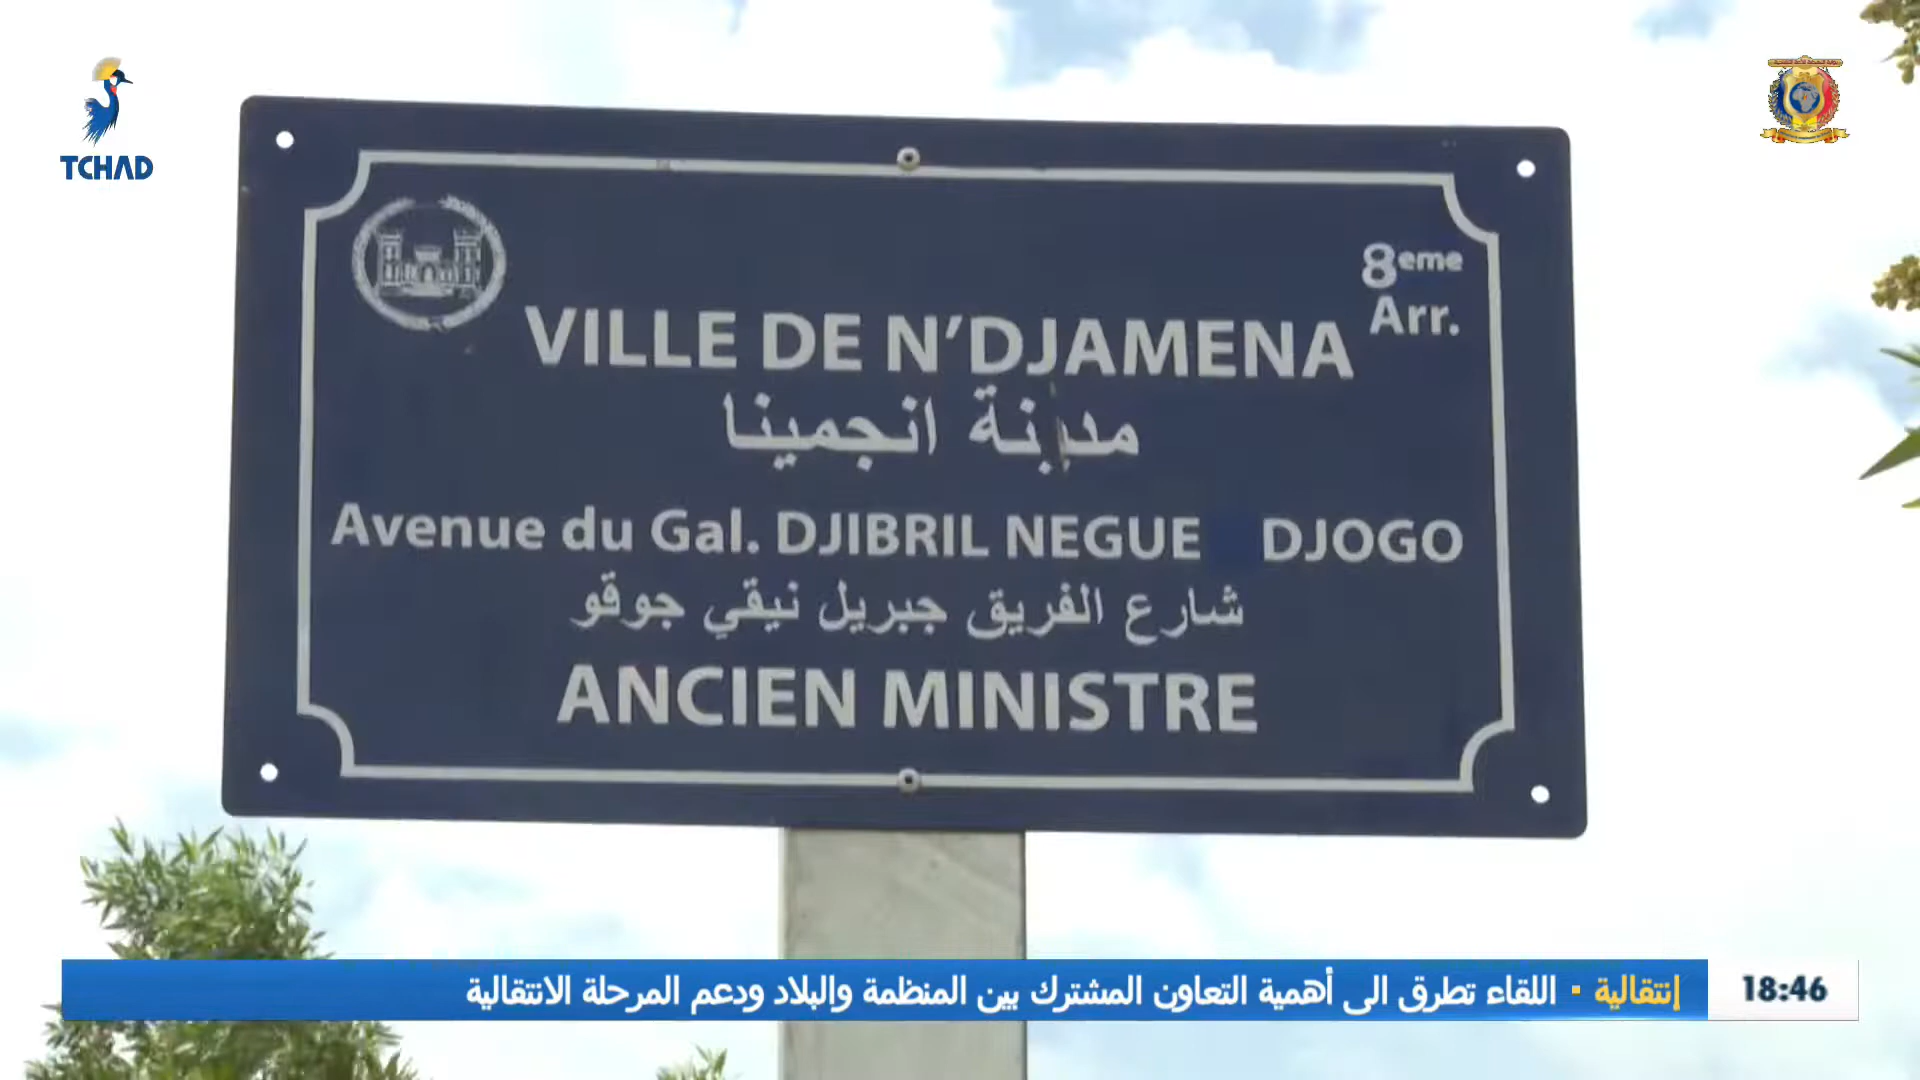 TCHAD
8eme
Arr.
VILLE DE N'DJAMENA
مدينة انجمينا
Avenue du Gal. DJIBRIL NEGUE DJOGO
شارع الفريق جبريل نيقي جوقو
ANCIEN MINISTRE
إنتقالية ▪ اللقاء تطرق الى أهمية التعاون المشترك بين المنظمة والبلاد ودعم المرحلة الانتقالية
18:46